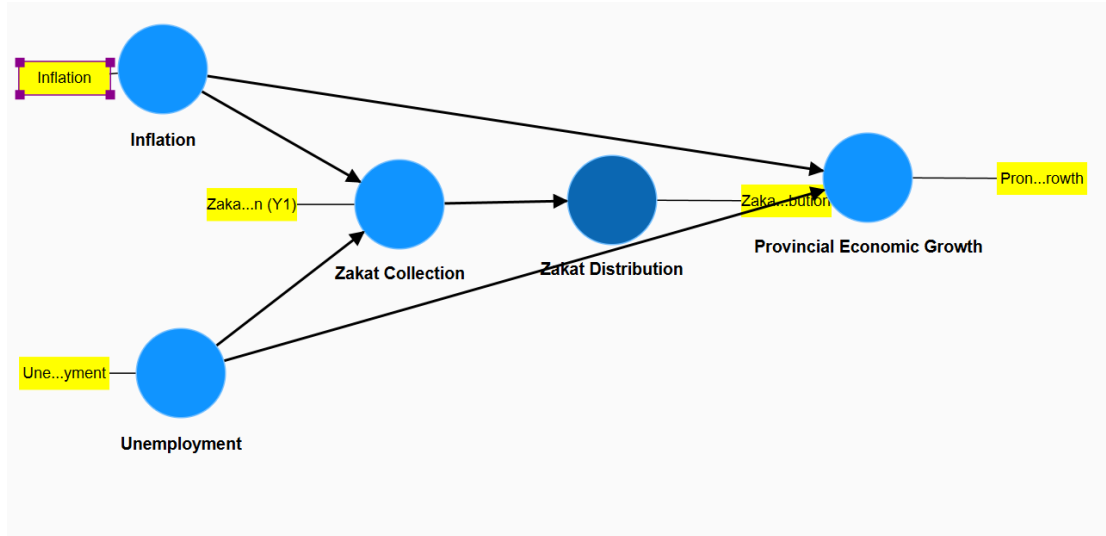 Inflation
Inflation
Zaka...n (Y1)
Zakat Collection
Zaka...bution
Zakat Distribution
Pron...rowth
Provincial Economic Growth
Une...yment
Unemployment